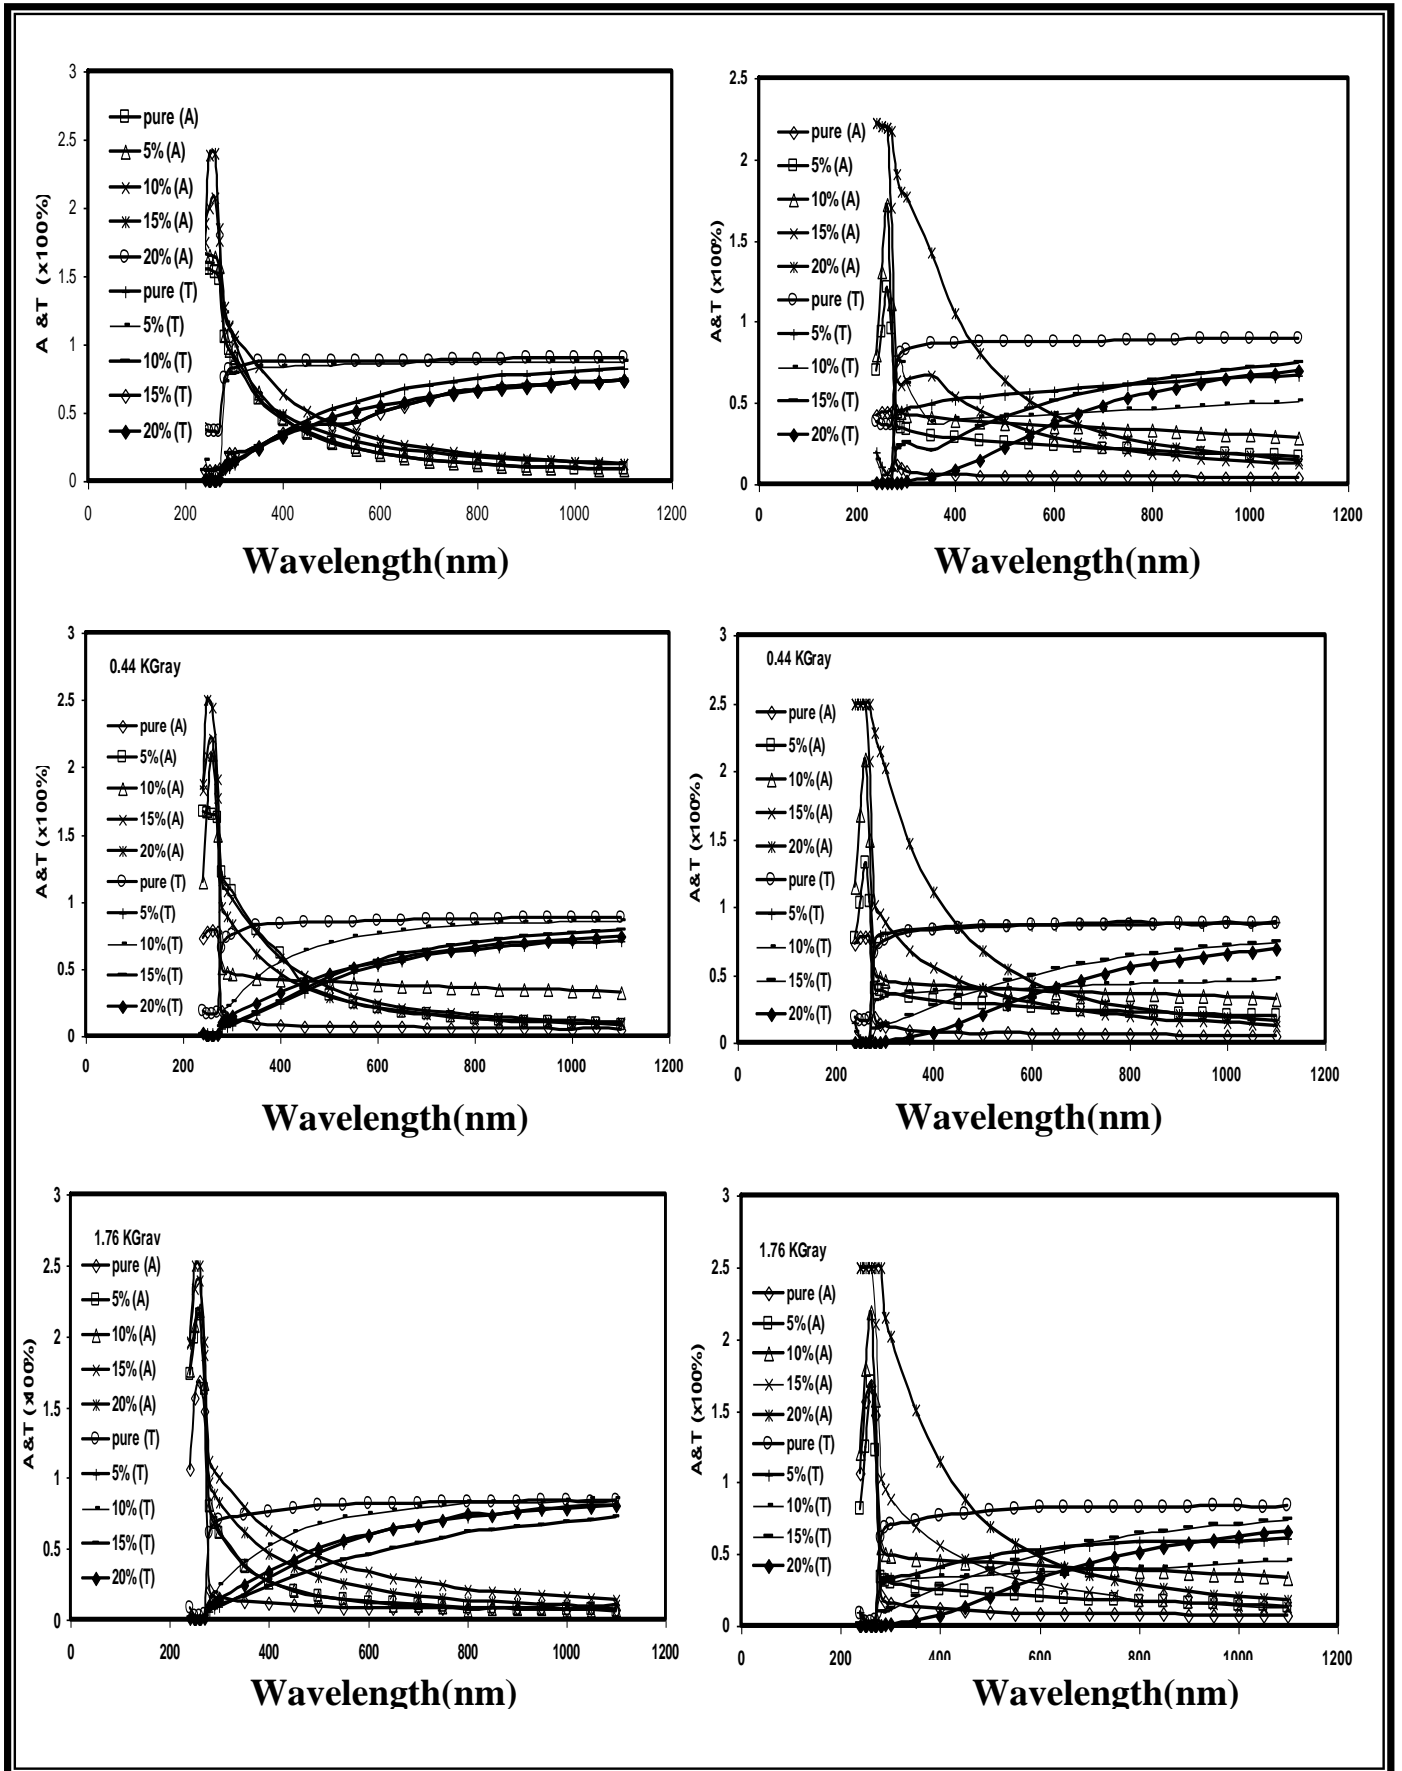 3
2.5
2
1.5
1
0.5
0
A &T (x100%)
pure (A)
5% (A)
10% (A)
15% (A)
20% (A)
pure (T)
5% (T)
10% (T)
15% (T)
20% (T)
0 200 400 600 800 1000 1200
Wavelength(nm)
2.5
2
1.5
1
0.5
0
A&T (x100%)
pure (A)
5% (A)
10% (A)
15% (A)
20% (A)
pure (T)
5% (T)
10% (T)
15% (T)
20% (T)
0 200 400 600 800 1000 1200
Wavelength(nm)
3
2.5
2
1.5
1
0.5
0
A&T (x100%)
0.44 KGray
pure (A)
5% (A)
10% (A)
15% (A)
20% (A)
pure (T)
5% (T)
10% (T)
15% (T)
20% (T)
0 200 400 600 800 1000 1200
Wavelength(nm)
3
2.5
2
1.5
1
0.5
0
A&T (x100%)
0.44 KGray
pure (A)
5% (A)
10% (A)
15% (A)
20% (A)
pure (T)
5% (T)
10% (T)
15% (T)
20% (T)
0 200 400 600 800 1000 1200
Wavelength(nm)
3
2.5
2
1.5
1
0.5
0
A&T (x100%)
1.76 KGray
pure (A)
5% (A)
10% (A)
15% (A)
20% (A)
pure (T)
5% (T)
10% (T)
15% (T)
20% (T)
0 200 400 600 800 1000 1200
Wavelength(nm)
3
2.5
2
1.5
1
0.5
0
A&T (x100%)
1.76 KGray
pure (A)
5% (A)
10% (A)
15% (A)
20% (A)
pure (T)
5% (T)
10% (T)
15% (T)
20% (T)
0 200 400 600 800 1000 1200
Wavelength(nm)